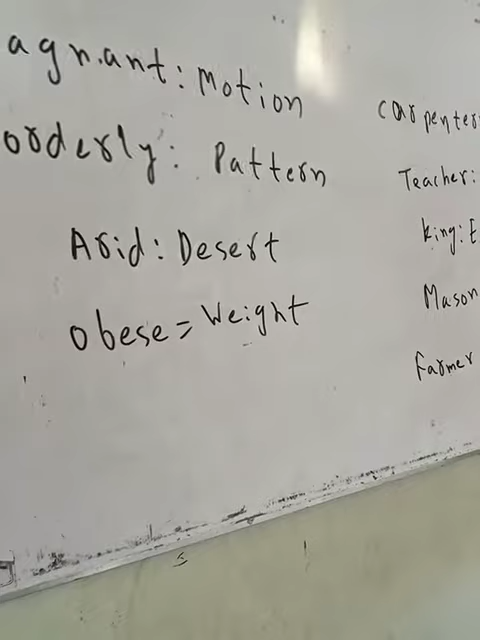 agnant: Motion
orderly: Pattern
Arid: Desert
Obese = Weight
Carpenter
Teacher:
king: E
Mason
Farmer